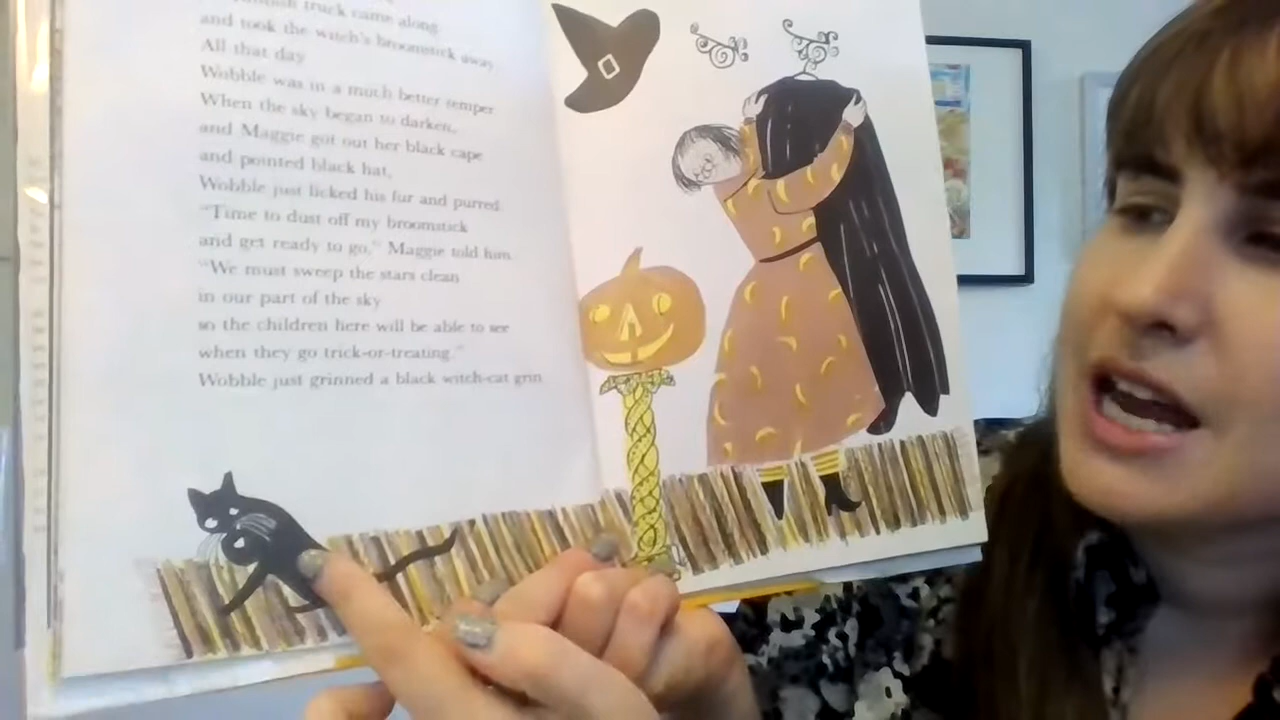 truck came along
and took the witch's broomstick away.
All that day
Wobble was in a much better temper
When the sky began to darken,
and Maggie got out her black cape
and pointed black hat,
Wobble just licked his fur and purred.
"Time to dust off my broomstick
and get ready to go," Maggie told him.
"We must sweep the stars clean
in our part of the sky
so the children here will be able to see
when they go trick-or-treating."
Wobble just grinned a black witch-cat grin.